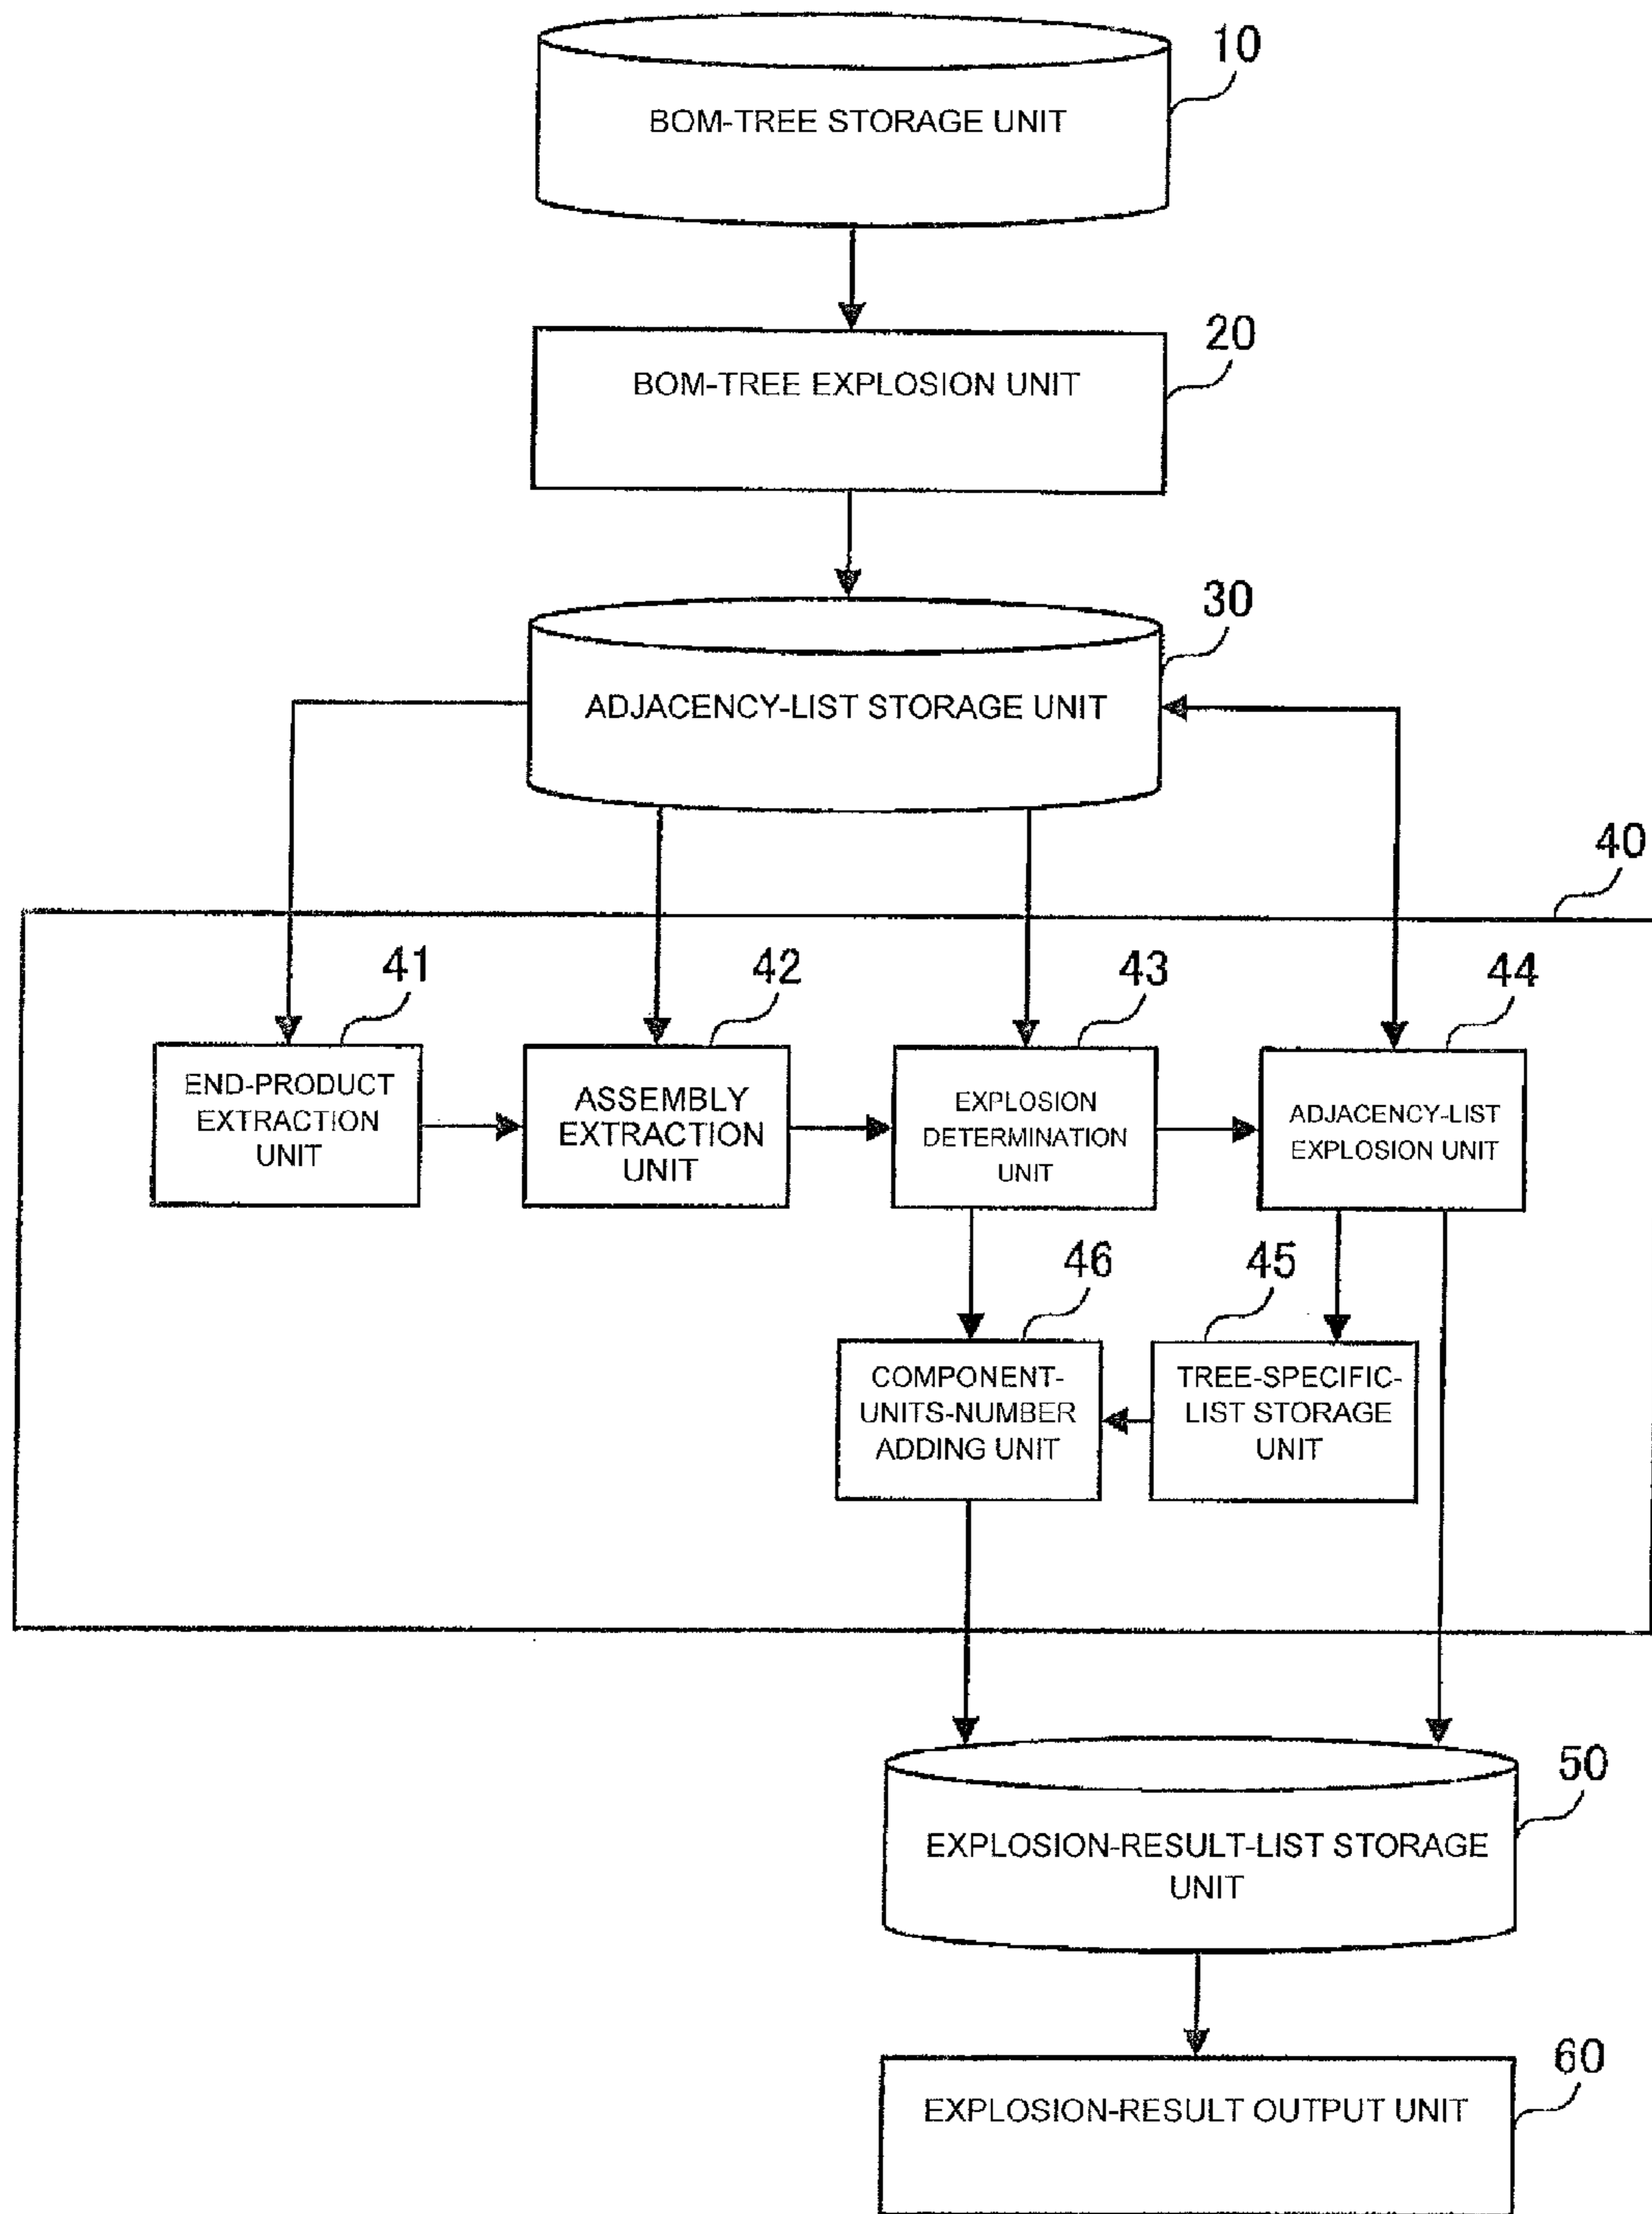 10
BOM-TREE STORAGE UNIT
20
BOM-TREE EXPLOSION UNIT
30
ADJACENCY-LIST STORAGE UNIT
40
41
END-PRODUCT
EXTRACTION
UNIT
42
ASSEMBLY
EXTRACTION
UNIT
43
EXPLOSION
DETERMINATION
UNIT
44
ADJACENCY-LIST
EXPLOSION UNIT
46
COMPONENT-
UNITS-NUMBER
ADDING UNIT
45
TREE-SPECIFIC-
LIST STORAGE
UNIT
50
EXPLOSION-RESULT-LIST STORAGE
UNIT
60
EXPLOSION-RESULT OUTPUT UNIT